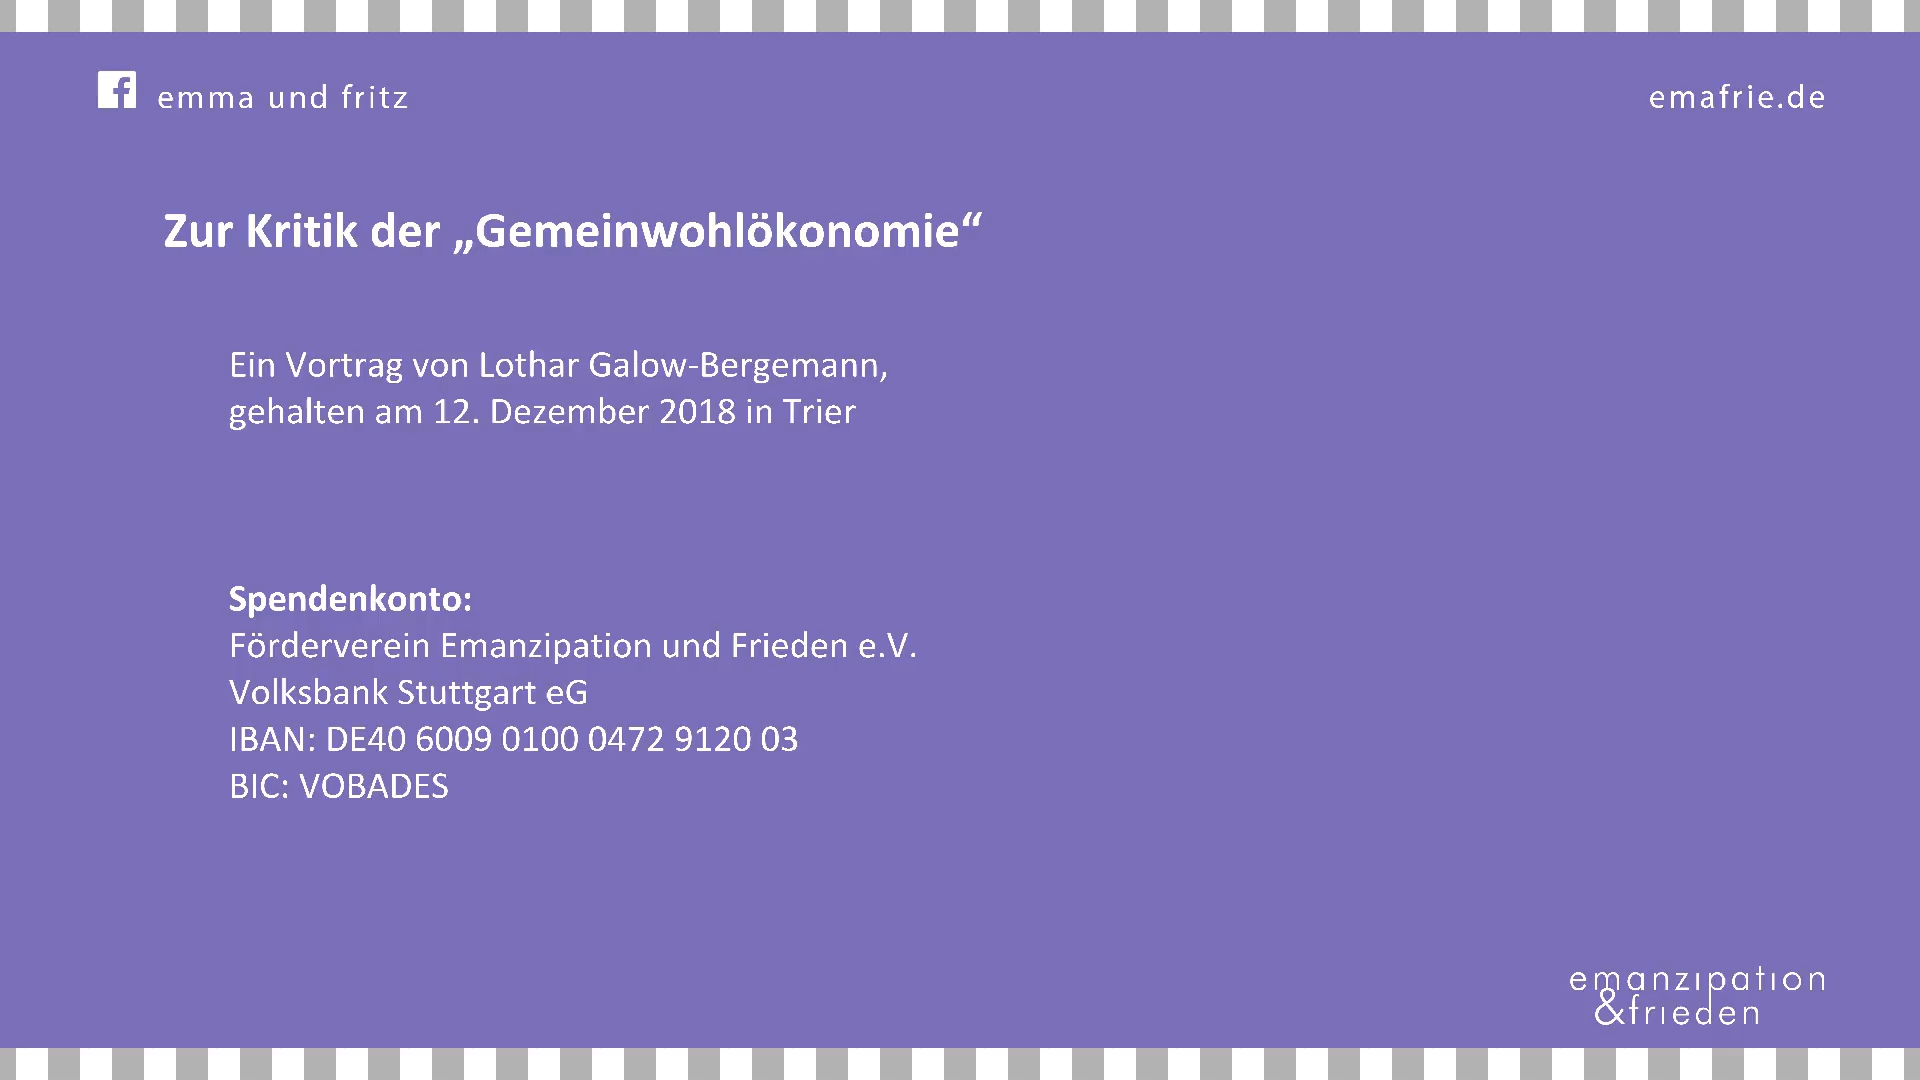 emma und fritz
emafrie.de
Zur Kritik der „Gemeinwohlökonomie“
Ein Vortrag von Lothar Galow-Bergemann,
gehalten am 12. Dezember 2018 in Trier
Spendenkonto:
Förderverein Emanzipation und Frieden e.V.
Volksbank Stuttgart eG
IBAN: DE40 6009 0100 0472 9120 03
BIC: VOBADES
emanzipation
&frieden